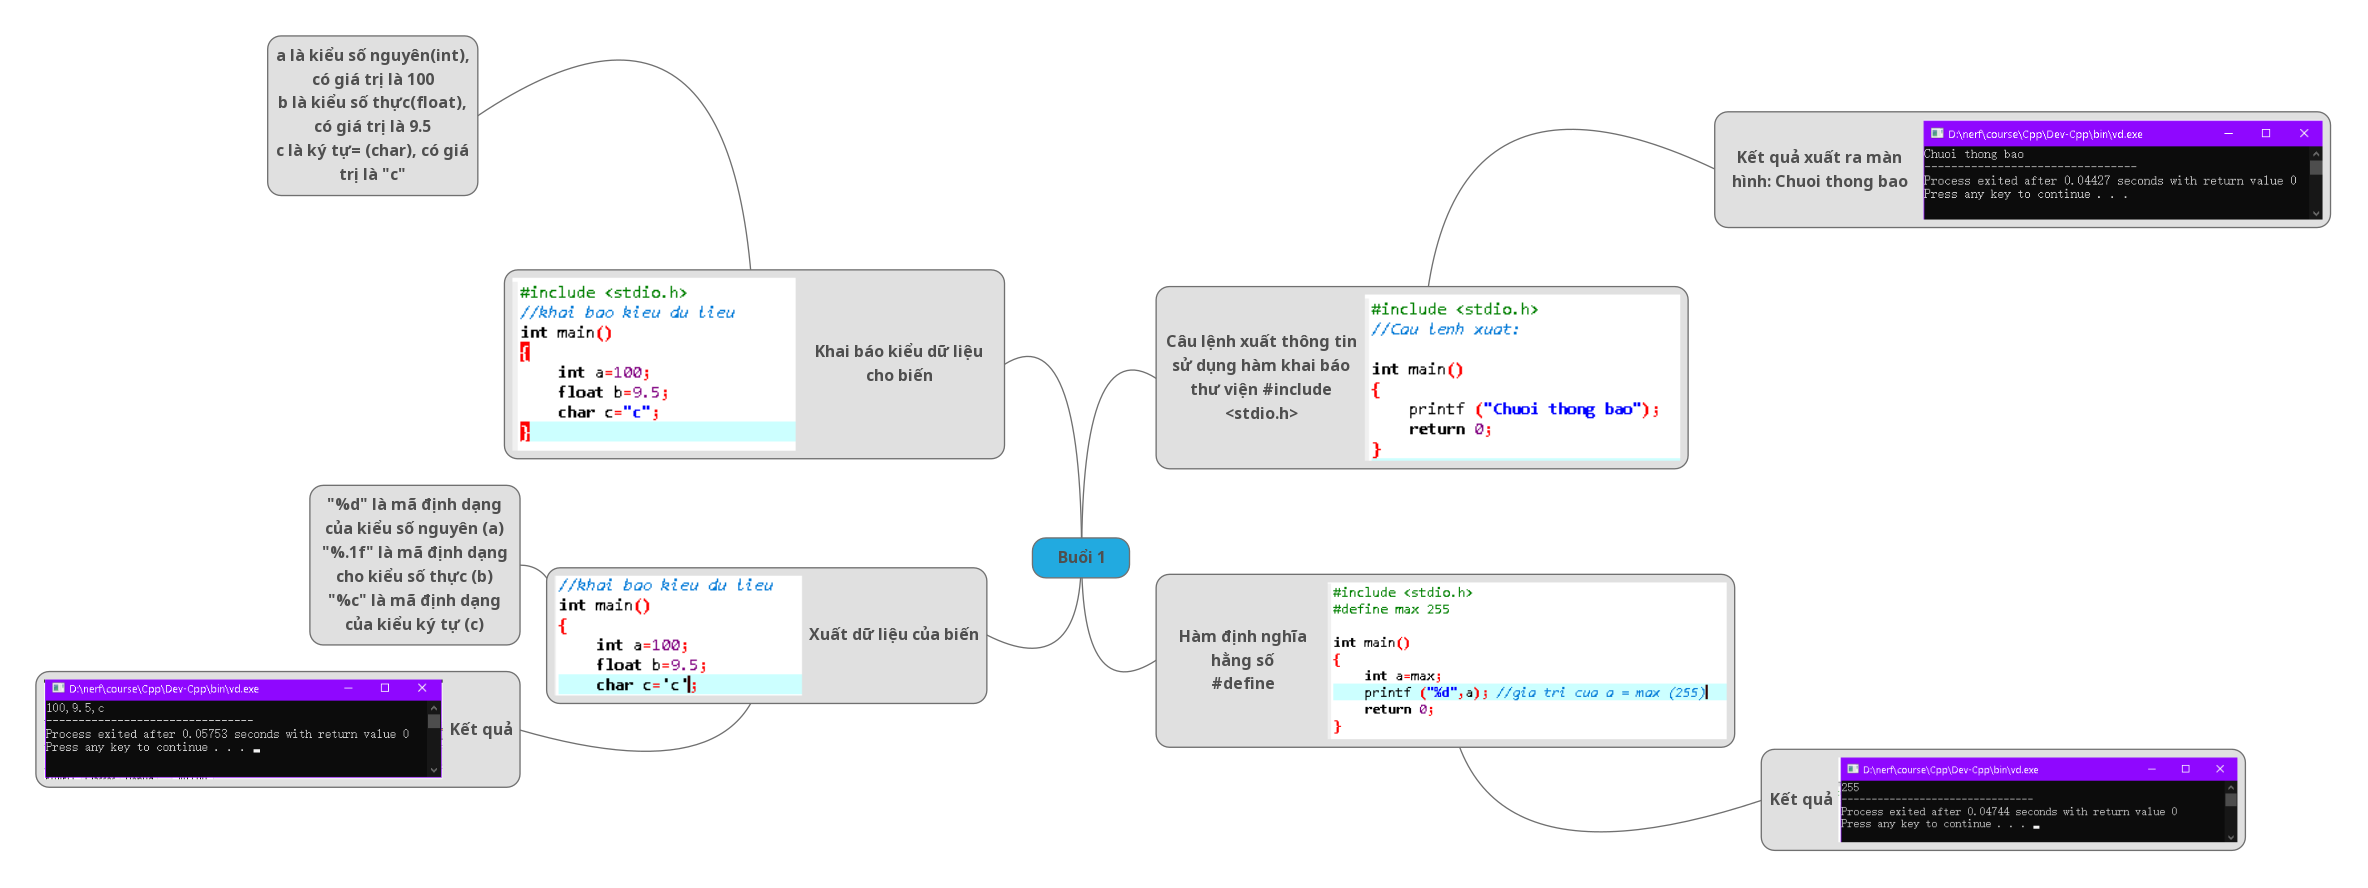 a là kiểu số nguyên(int),
có giá trị là 100
b là kiểu số thực(float),
có giá trị là 9.5
c là ký tự= (char), có giá
trị là "c"
#include <stdio.h>
//khai bao kieu du lieu
int main()
{
int a=100;
float b=9.5;
char c="c";
}
Khai báo kiểu dữ liệu
cho biến
"%d" là mã định dạng
của kiểu số nguyên (a)
"%.1f" là mã định dạng
cho kiểu số thực (b)
"%c" là mã định dạng
của kiểu ký tự (c)
//khai bao kieu du lieu
int main()
{
int a=100;
float b=9.5;
char c='c';
Xuất dữ liệu của biến
D:\nerf\course\Cpp\Dev-Cpp\bin\vd.exe
100,9.5,c
--------------------------------
Process exited after 0.05753 seconds with return value 0
Press any key to continue . . .
Kết quả
Buổi 1
Câu lệnh xuất thông tin
sử dụng hàm khai báo
thư viện #include
<stdio.h>
#include <stdio.h>
//Cau lenh xuat:
int main()
{
printf ("Chuoi thong bao");
return 0;
}
Kết quả xuất ra màn
hình: Chuoi thong bao
D:\nerf\course\Cpp\Dev-Cpp\bin\vd.exe
Chuoi thong bao
--------------------------------
Process exited after 0.04427 seconds with return value 0
Press any key to continue . . .
Hàm định nghĩa
hằng số
#define
#include <stdio.h>
#define max 255
int main()
{
int a=max;
printf ("%d",a); //gia tri cua a = max (255)
return 0;
}
Kết quả
D:\nerf\course\Cpp\Dev-Cpp\bin\vd.exe
255
--------------------------------
Process exited after 0.04744 seconds with return value 0
Press any key to continue . . .